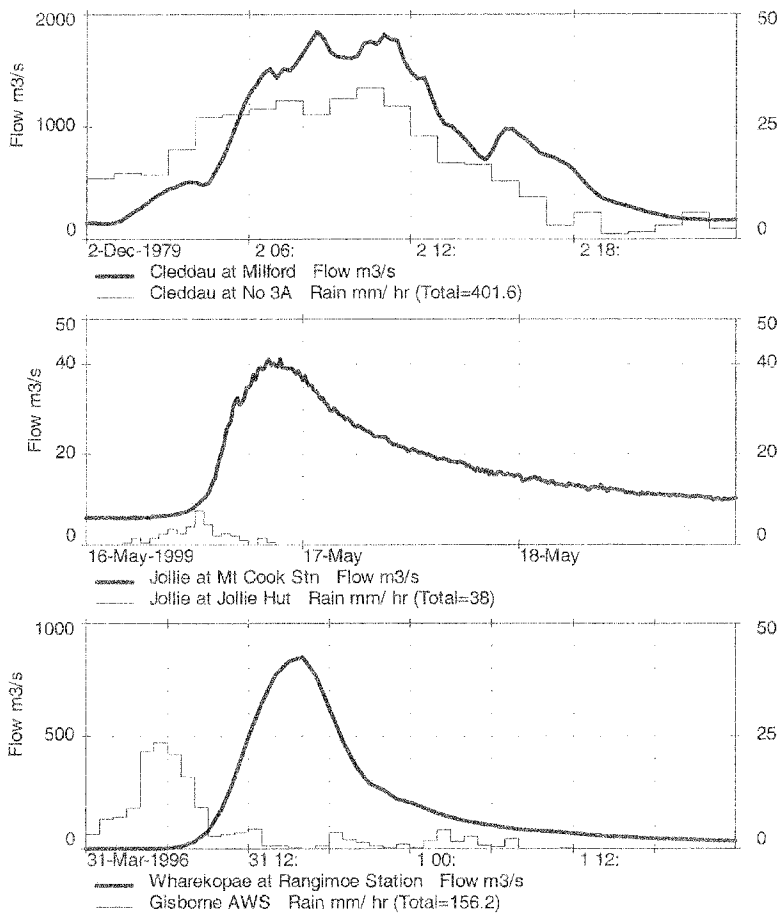 2000
50
Flow m3/s
1000
25
0
0
2-Dec-1979 2 06: 2 12: 2 18:
Cleddau at Milford Flow m3/s
Cleddau at No 3A Rain mm/ hr (Total=401.6)
50
50
40
40
Flow m3/s
20
20
0
0
16-May-1999 17-May 18-May
Jollie at Mt Cook Stn Flow m3/s
Jollie at Jollie Hut Rain mm/ hr (Total=38)
1000
50
Flow m3/s
500
25
0
0
31-Mar-1996 31 12: 1 00: 1 12:
Wharekopae at Rangimoe Station Flow m3/s
Gisborne AWS Rain mm/ hr (Total=156.2)